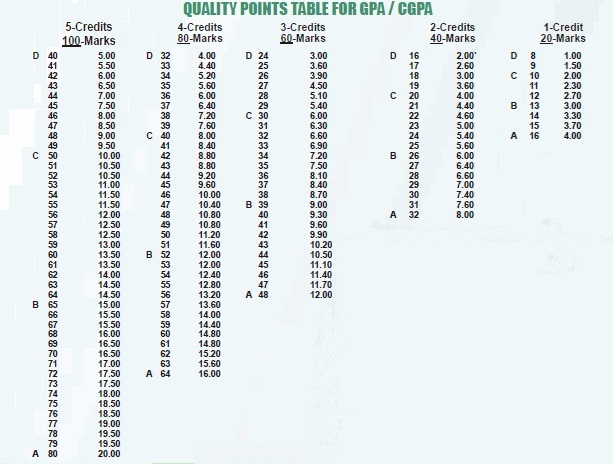 QUALITY POINTS TABLE FOR GPA / CGPA
5-Credits 4-Credits 3-Credits 2-Credits 1-Credit
100-Marks 80-Marks 60-Marks 40-Marks 20-Marks
D 40 5.00 D 32 4.00 D 24 3.00 D 16 2.00* D 8 1.00
41 5.50 33 4.40 25 3.60 17 2.60 9 1.50
42 6.00 34 5.20 26 3.90 18 3.00 C 10 2.00
43 6.50 35 5.60 27 4.50 19 3.60 11 2.30
44 7.00 36 6.00 28 5.10 C 20 4.00 12 2.70
45 7.50 37 6.40 29 5.40 21 4.40 B 13 3.00
46 8.00 38 7.20 C 30 6.00 22 4.60 14 3.30
47 8.50 39 7.60 31 6.30 23 5.00 15 3.70
48 9.00 C 40 8.00 32 6.60 24 5.40 A 16 4.00
49 9.50 41 8.40 33 6.90 25 5.60
C 50 10.00 42 8.80 34 7.20 B 26 6.00
51 10.50 43 8.80 35 7.50 27 6.40
52 10.50 44 9.20 36 8.10 28 6.60
53 11.00 45 9.60 37 8.40 29 7.00
54 11.50 46 10.00 38 8.70 30 7.40
55 11.50 47 10.40 B 39 9.00 31 7.60
56 12.00 48 10.80 40 9.30 A 32 8.00
57 12.50 49 10.80 41 9.60
58 12.50 50 11.20 42 9.90
59 13.00 51 11.60 43 10.20
60 13.50 B 52 12.00 44 10.50
61 13.50 53 12.00 45 11.10
62 14.00 54 12.40 46 11.40
63 14.50 55 12.80 47 11.70
64 14.50 56 13.20 A 48 12.00
B 65 15.00 57 13.60
66 15.50 58 14.00
67 15.50 59 14.40
68 16.00 60 14.80
69 16.50 61 14.80
70 16.50 62 15.20
71 17.00 63 15.60
72 17.50 A 64 16.00
73 17.50
74 18.00
75 18.50
76 18.50
77 19.00
78 19.50
79 19.50
A 80 20.00